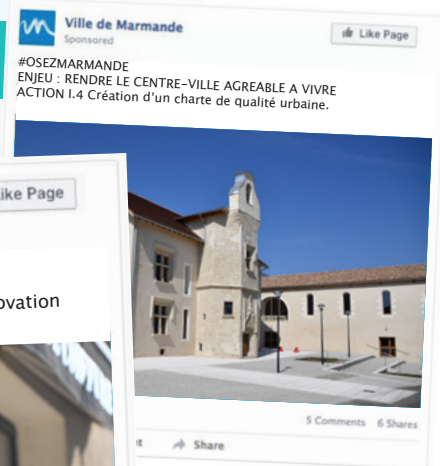 Ville de Marmande
Sponsored
Like Page
#OSEZMARMANDE
ENJEU : RENDRE LE CENTRE-VILLE AGREABLE A VIVRE
ACTION I.4 Création d'un charte de qualité urbaine.
ike Page
ovation
5 Comments 6 Shares
t Share